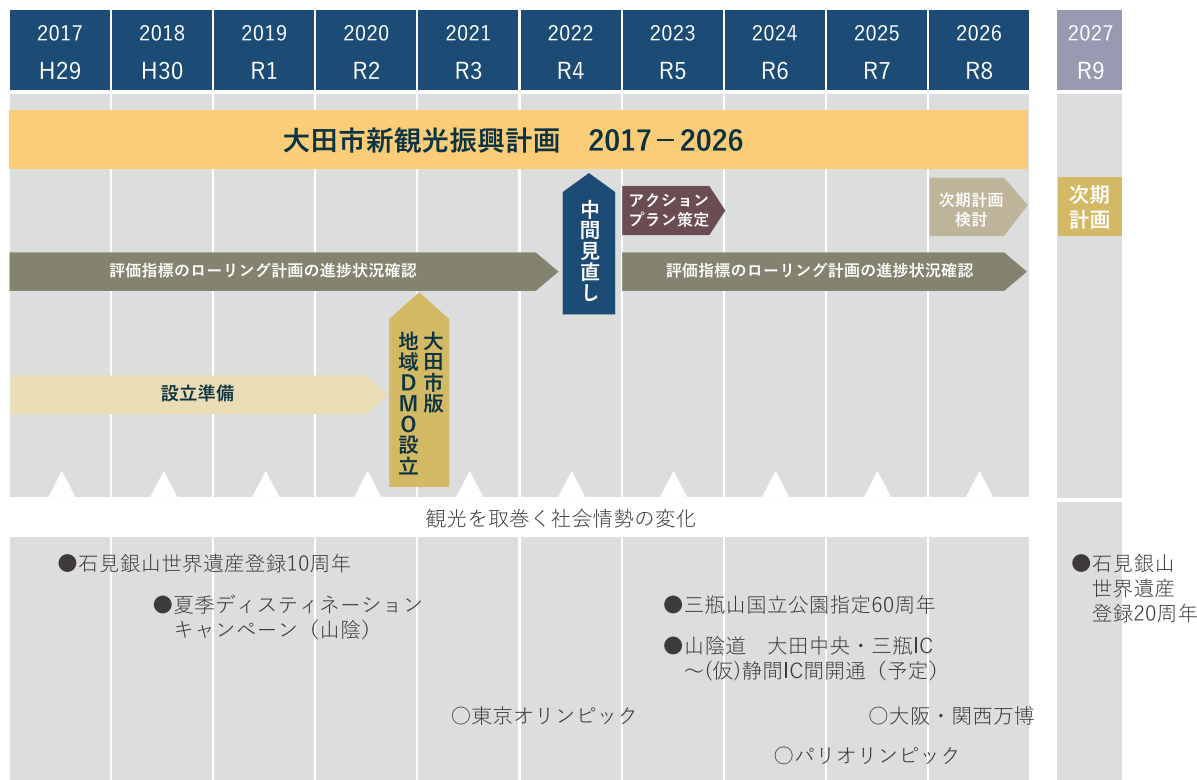 2017 2018 2019 2020 2021 2022 2023 2024 2025 2026 2027
H29 H30 R1 R2 R3 R4 R5 R6 R7 R8 R9
大田市新観光振興計画　2017－2026
中間見直し
アクション
プラン策定
次期計画
検討
次期
計画
評価指標のローリング計画の進捗状況確認
評価指標のローリング計画の進捗状況確認
大田市版
地域DMO設立
設立準備
観光を取巻く社会情勢の変化
●石見銀山世界遺産登録10周年
●夏季ディスティネーション
キャンペーン（山陰）
●三瓶山国立公園指定60周年
●山陰道　大田中央・三瓶IC
～(仮)静間IC間開通（予定）
○東京オリンピック
○大阪・関西万博
○パリオリンピック
●石見銀山
世界遺産
登録20周年